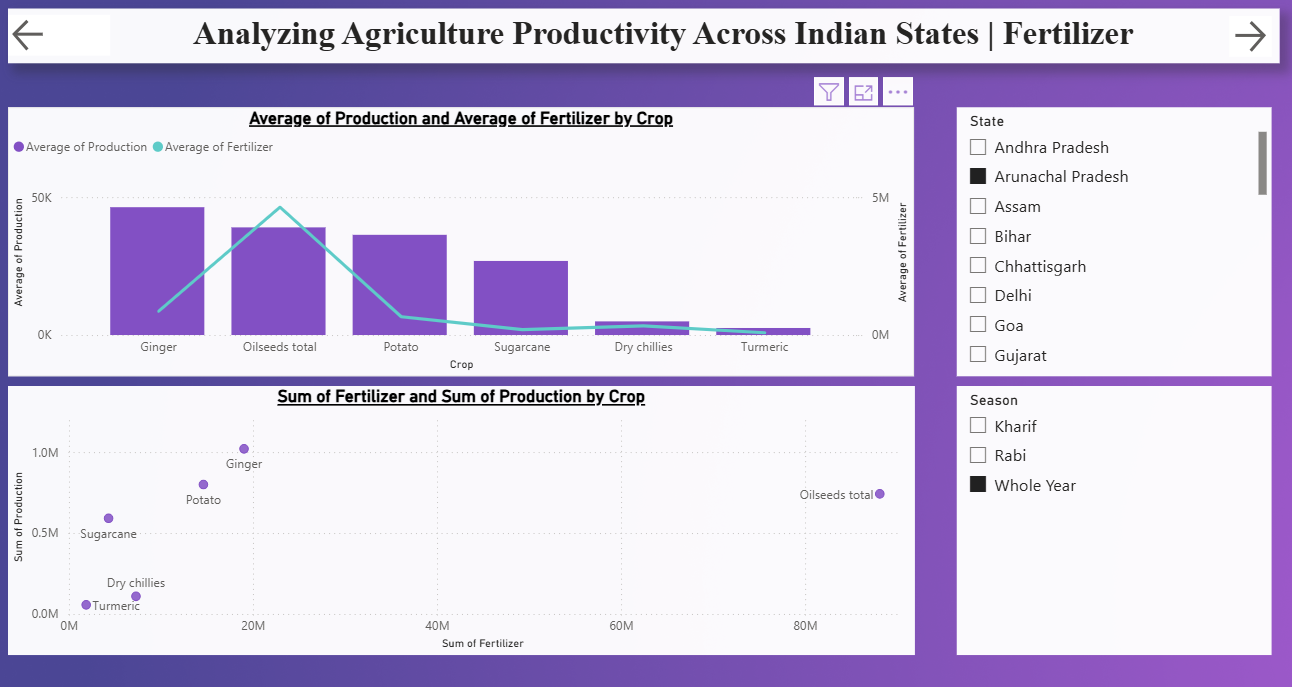 Analyzing Agriculture Productivity Across Indian States | Fertilizer
Average of Production and Average of Fertilizer by Crop
Average of Production Average of Fertilizer
Average of Production
50K
0K
5M
0M
Average of Fertilizer
Ginger Oilseeds total Potato Sugarcane Dry chillies Turmeric
Crop
State
Andhra Pradesh
Arunachal Pradesh
Assam
Bihar
Chhattisgarh
Delhi
Goa
Gujarat
Sum of Fertilizer and Sum of Production by Crop
Sum of Production
1.0M
0.5M
0.0M
Ginger
Potato
Oilseeds total
Sugarcane
Dry chillies
Turmeric
0M 20M 40M 60M 80M
Sum of Fertilizer
Season
Kharif
Rabi
Whole Year